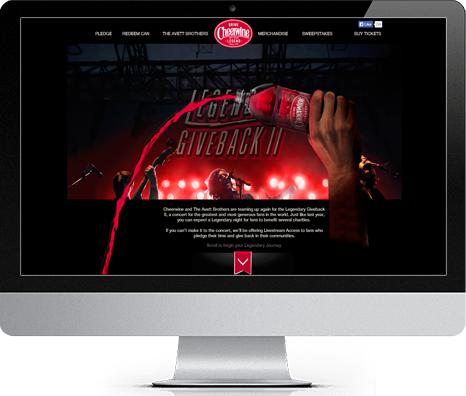 PLEDGE REDEEM CAN THE AVETT BROTHERS DRINK Cheerwine LEGEND MERCHANDISE SWEEPSTAKES BUY TICKETS
Like
LEGENDARY
GIVEBACK II
Cheerwine
Cheerwine and The Avett Brothers are teaming up again for the Legendary Giveback
II, a concert for the greatest and most generous fans in the world. Just like last year,
you can expect a Legendary night for fans to benefit several charities.
If you can't make it to the concert, we'll be offering Livestream Access to fans who
pledge their time and give back in their communities.
Scroll to begin your Legendary Journey